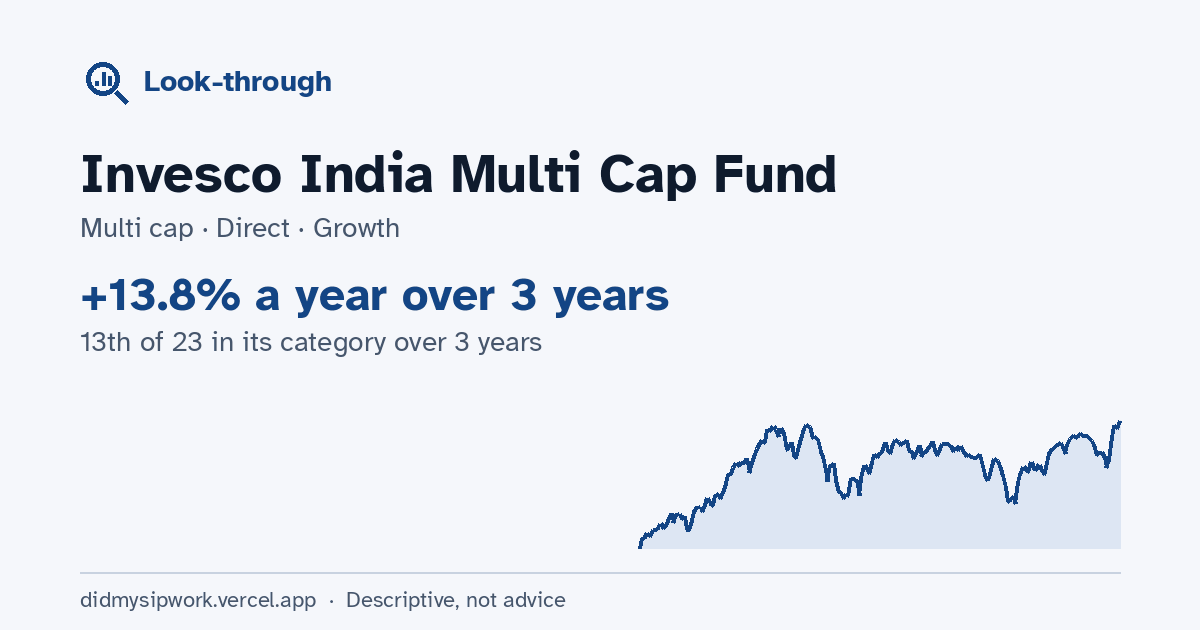 Look-through
Invesco India Multi Cap Fund
Multi cap · Direct · Growth
+13.8% a year over 3 years
13th of 23 in its category over 3 years
didmysipwork.vercel.app · Descriptive, not advice